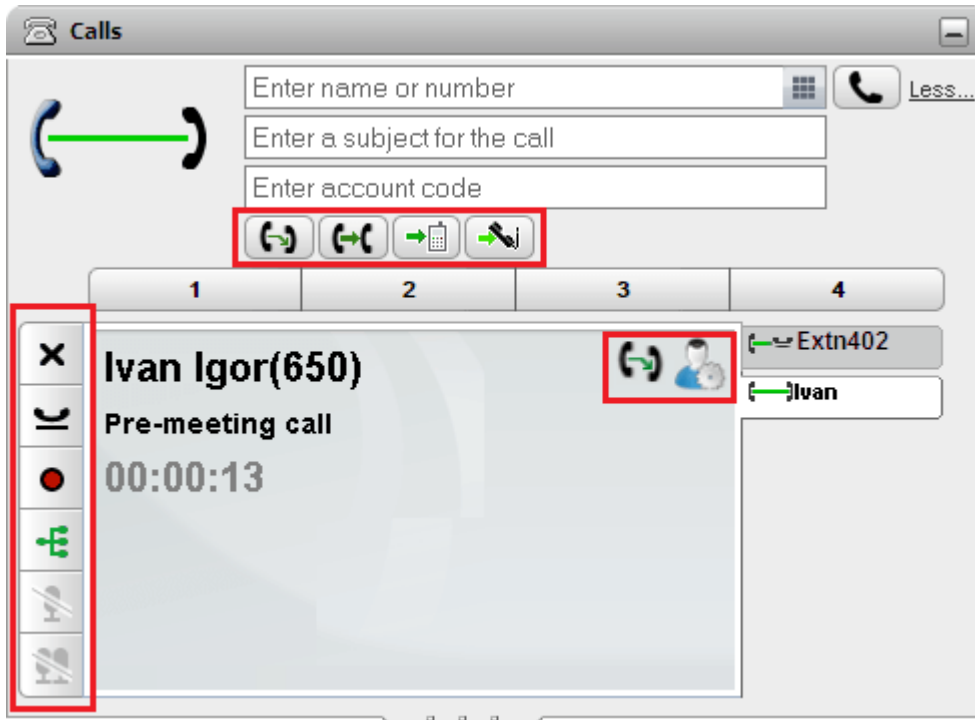 Calls
Enter name or number
Less...
Enter a subject for the call
Enter account code
1 2 3 4
Ivan Igor(650)
Extn402
Ivan
Pre-meeting call
00:00:13